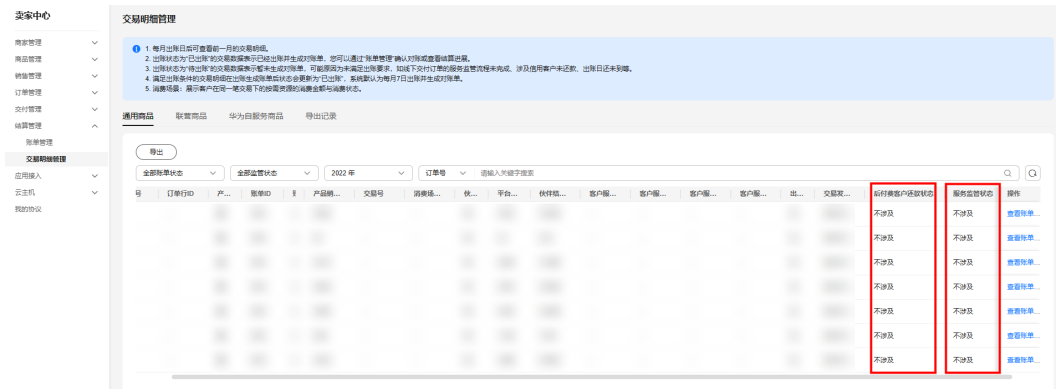 卖家中心
商家管理
商品管理
销售管理
订单管理
交付管理
结算管理
账单管理
交易明细管理
应用接入
云主机
我的协议
交易明细管理
1. 每月出账日后可查看前一月的交易明细。
2. 出账状态为“已出账”的交易数据表示已经出账并生成对账单，您可以通过“账单管理”确认对账或查看结算进展。
3. 出账状态为“待出账”的交易数据表示暂未生成对账单，可能原因为未满足出账要求，如线下交付订单的服务监管流程未完成、涉及信用客户未还款、出账日还未到等。
4. 满足出账条件的交易明细在出账生成账单后状态会更新为“已出账”，系统默认为每月7日出账并生成对账单。
5. 消费场景：展示客户在同一笔交易下的按需资源的消费金额与消费状态。
通用商品 联营商品 华为自服务商品 导出记录
导出
全部账单状态 全部监管状态 2022 年 订单号 请输入关键字搜索
号 订单行ID 产... 账单ID 产品销... 交易号 消费场... 伙... 平台... 伙伴结... 客户服... 客户服... 客户服... 客户服... 出... 交易发... 后付费客户还款状态 服务监管状态 操作
不涉及 不涉及 查看账单...
不涉及 不涉及 查看账单...
不涉及 不涉及 查看账单...
不涉及 不涉及 查看账单...
不涉及 不涉及 查看账单...
不涉及 不涉及 查看账单...
不涉及 不涉及 查看账单...